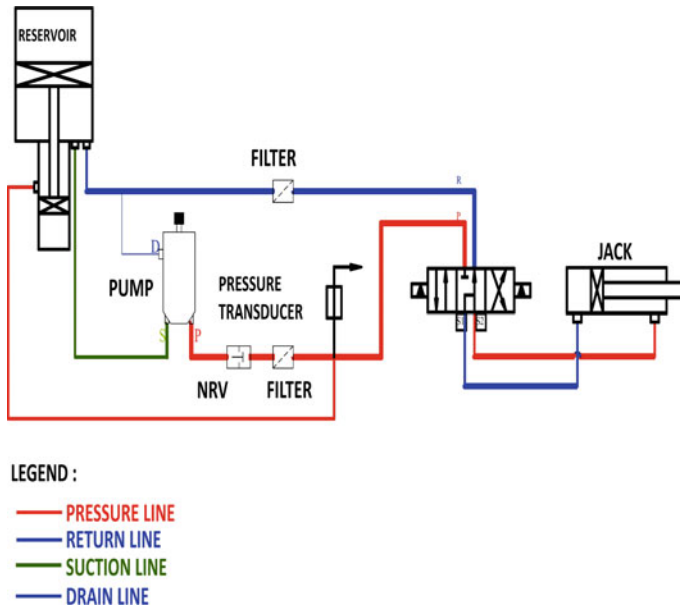 RESERVOIR
FILTER
R
P
JACK
D
PUMP
PRESSURE
TRANSDUCER
S
P
NRV
FILTER
LEGEND :
PRESSURE LINE
RETURN LINE
SUCTION LINE
DRAIN LINE